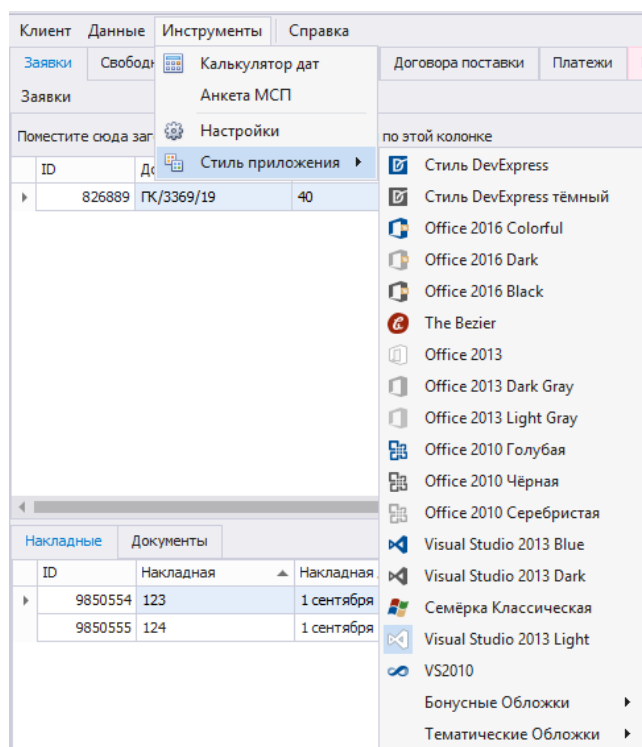 Клиент Данные Инструменты Справка
Заявки Калькулятор дат Договора поставки Платежи
Заявки Анкета МСП
Поместите сюда Настройки по этой колонке
ID Стиль приложения Стиль DevExpress
826889 ПК/3369/19 40 Стиль DevExpress тёмный
Office 2016 Colorful
Office 2016 Dark
Office 2016 Black
The Bezier
Office 2013
Office 2013 Dark Gray
Office 2013 Light Gray
Office 2010 Голубая
Office 2010 Чёрная
Office 2010 Серебристая
Накладные Документы Visual Studio 2013 Blue
ID Накладная Накладная Visual Studio 2013 Dark
9850554 123 1 сентября Семёрка Классическая
9850555 124 1 сентября Visual Studio 2013 Light
VS2010
Бонусные Обложки
Тематические Обложки